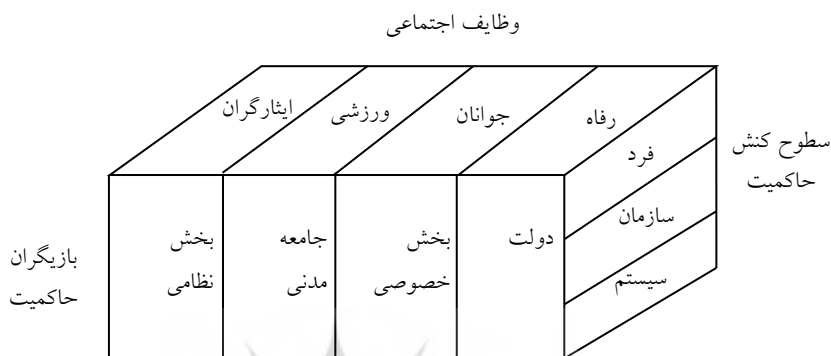 وظایف اجتماعی
رفاه
جوانان
ورزشی
ایثارگران
سطوح کنش
حاکمیت
فرد
سازمان
سیستم
دولت
بخش
خصوصی
جامعه
مدنی
بخش
نظامی
بازیگران
حاکمیت